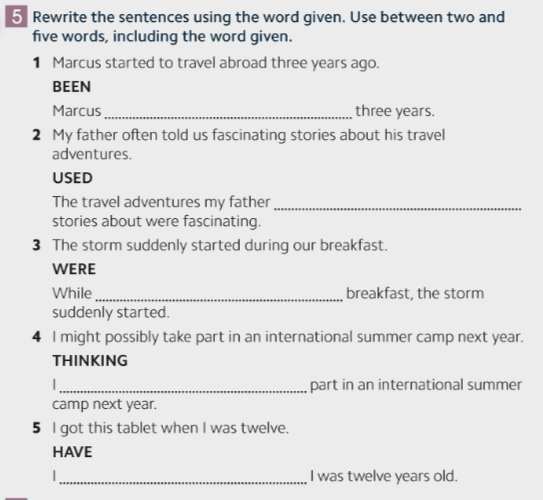 5 Rewrite the sentences using the word given. Use between two and
five words, including the word given.
1 Marcus started to travel abroad three years ago.
BEEN
Marcus ............................................................ three years.
2 My father often told us fascinating stories about his travel
adventures.
USED
The travel adventures my father ............................................................
stories about were fascinating.
3 The storm suddenly started during our breakfast.
WERE
While ............................................................ breakfast, the storm
suddenly started.
4 I might possibly take part in an international summer camp next year.
THINKING
I ............................................................ part in an international summer
camp next year.
5 I got this tablet when I was twelve.
HAVE
I ............................................................ I was twelve years old.